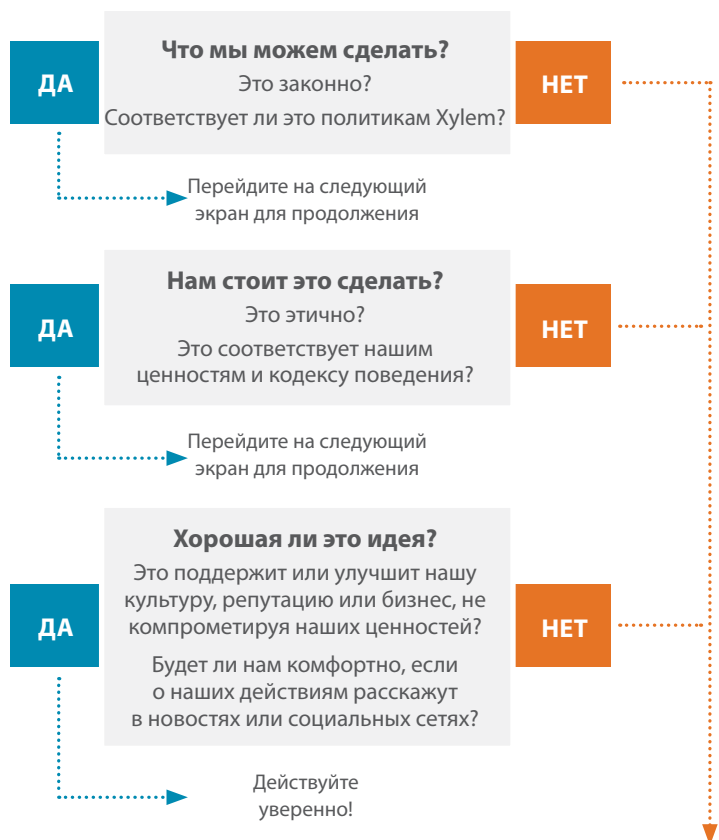 Что мы можем сделать?
ДА
Это законно?
НЕТ
Соответствует ли это политикам Xylem?
Перейдите на следующий
экран для продолжения
Нам стоит это сделать?
ДА
Это этично?
НЕТ
Это соответствует нашим
ценностям и кодексу поведения?
Перейдите на следующий
экран для продолжения
Хорошая ли это идея?
Это поддержит или улучшит нашу
культуру, репутацию или бизнес, не
ДА
компрометируя наших ценностей?
НЕТ
Будет ли нам комфортно, если
о наших действиям расскажут
в новостях или социальных сетях?
Действуйте
уверенно!